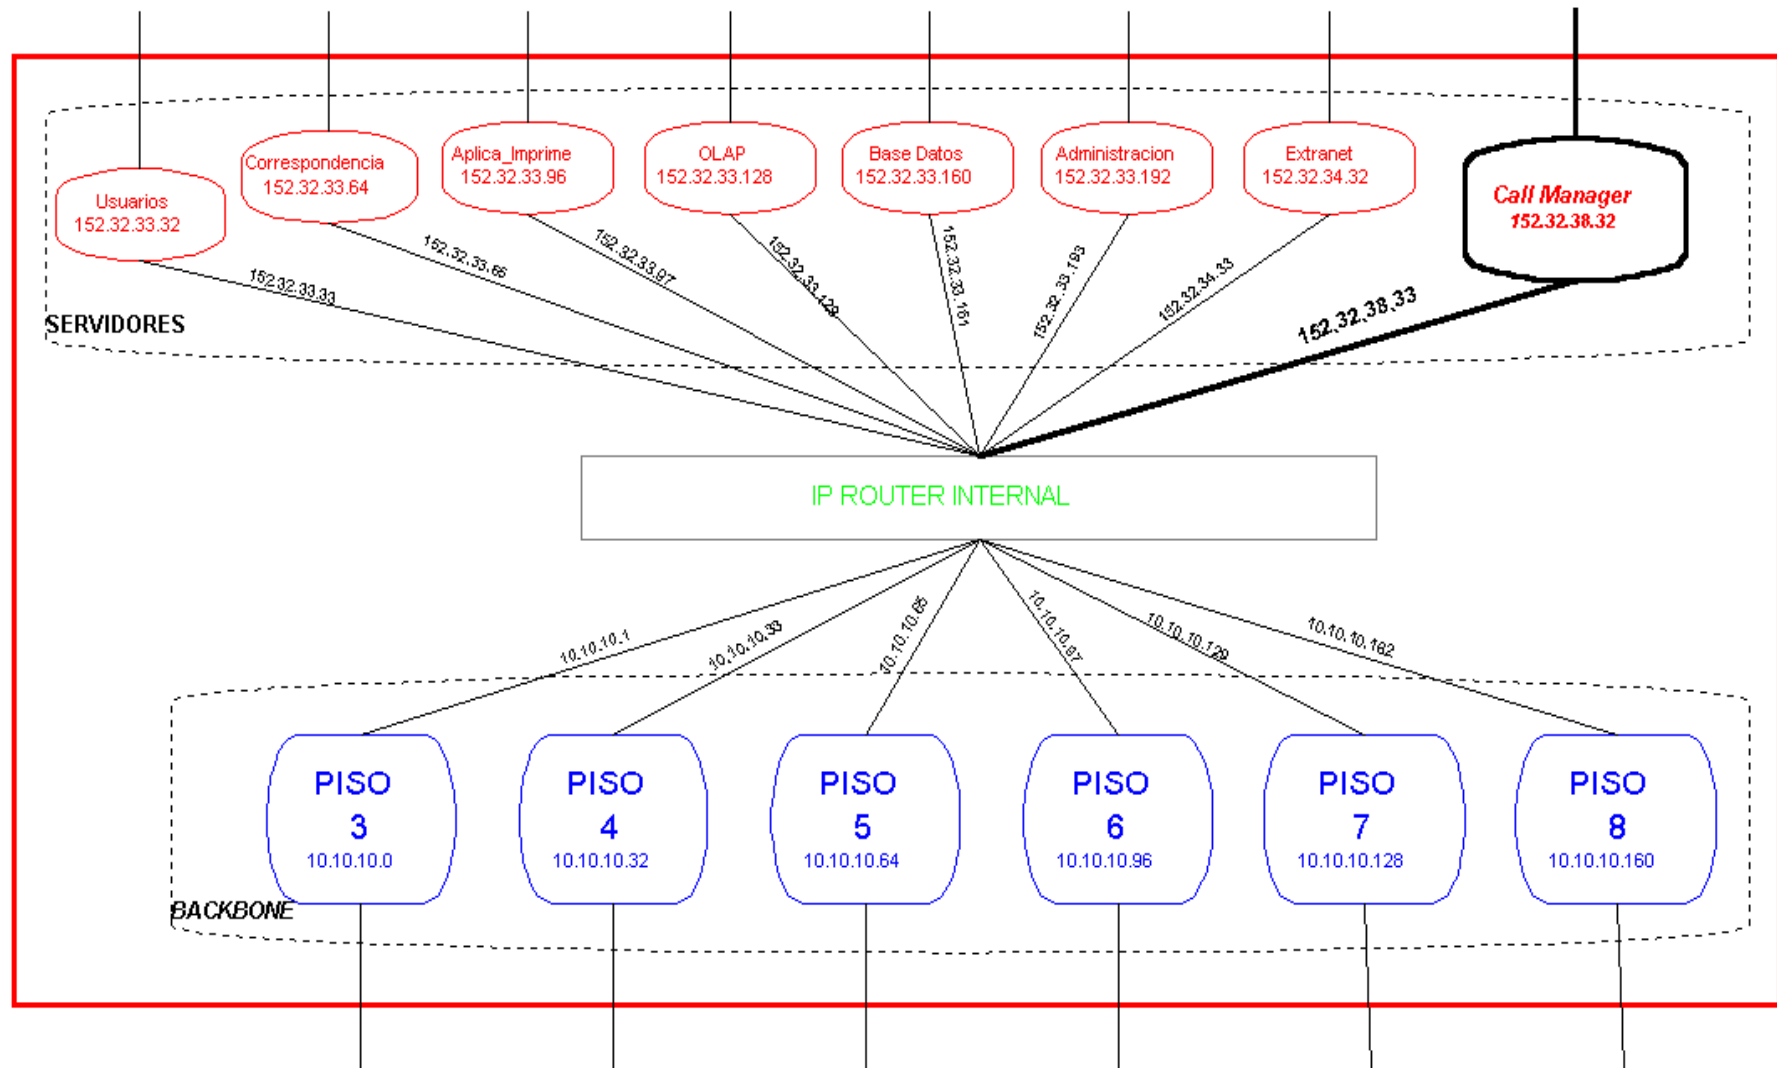 Usuarios
152.32.33.32
Correspondencia
152.32.33.64
Aplica_Imprime
152.32.33.96
OLAP
152.32.33.128
Base Datos
152.32.33.160
Administracion
152.32.33.192
Extranet
152.32.34.32
Call Manager
152.32.38.32
152.32.33.33
152.32.33.65
152.32.33.97
152.32.33.129
152.32.33.161
152.32.33.193
152.32.34.33
152.32.38.33
SERVIDORES
IP ROUTER INTERNAL
10.10.10.1
10.10.10.33
10.10.10.65
10.10.10.97
10.10.10.129
10.10.10.162
PISO
3
10.10.10.0
PISO
4
10.10.10.32
PISO
5
10.10.10.64
PISO
6
10.10.10.96
PISO
7
10.10.10.128
PISO
8
10.10.10.160
BACKBONE